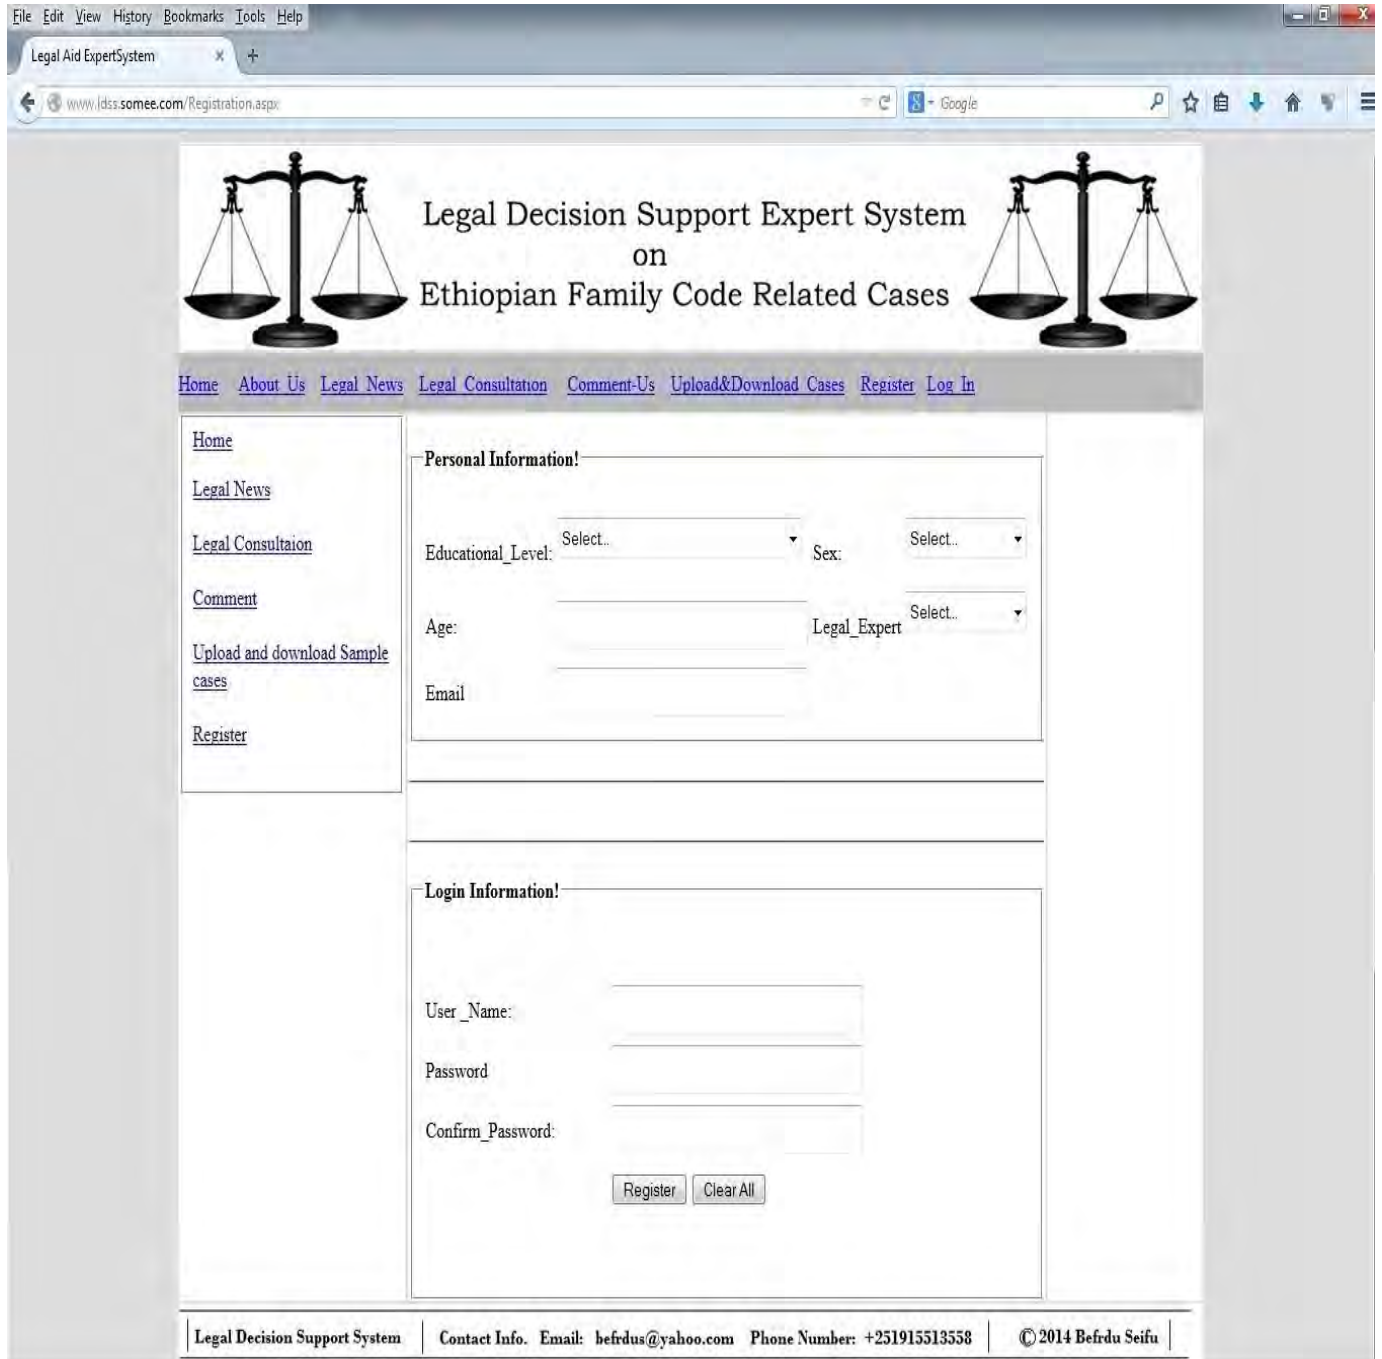 File Edit View History Bookmarks Tools Help
Legal Aid ExpertSystem × +
www.ldss.somee.com/Registration.aspx
8 Google
Legal Decision Support Expert System
on
Ethiopian Family Code Related Cases
Home About Us Legal News Legal Consultation Comment-Us Upload&Download Cases Register Log In
Home
Legal News
Legal Consultaion
Comment
Upload and download Sample
cases
Register
Personal Information!
Educational_Level: Select.. Sex: Select..
Age: Legal_Expert Select..
Email
Login Information!
User _Name:
Password
Confirm_Password:
Register Clear All
Legal Decision Support System Contact Info. Email: befrdus@yahoo.com Phone Number: +251915513558 © 2014 Befrdu Seifu